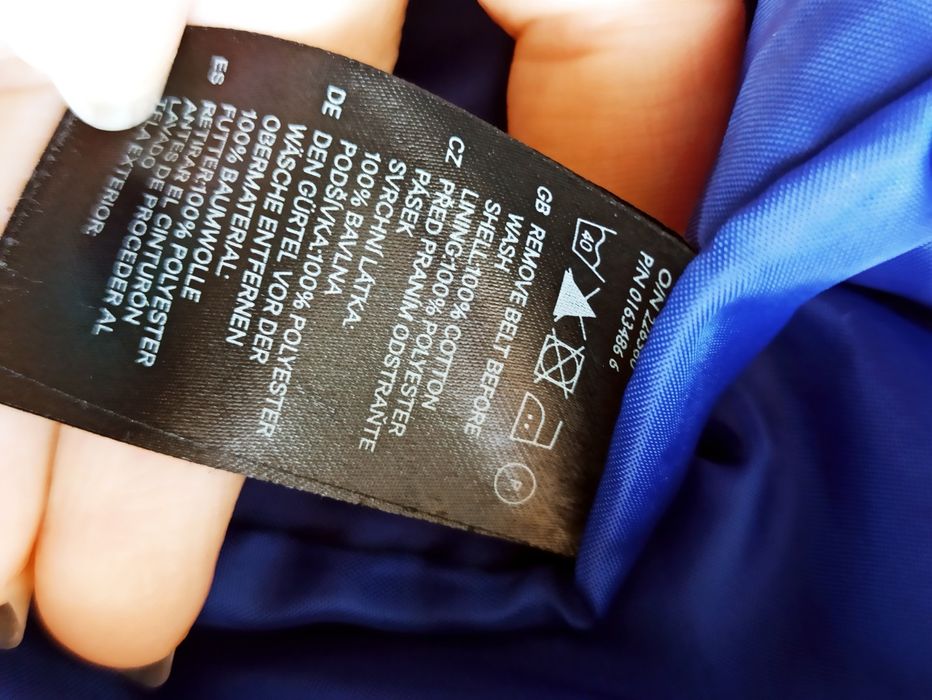 P/N 0163486 6
40
P
GB REMOVE BELT BEFORE
WASH
SHELL:100% COTTON
LINING:100% POLYESTER
CZ PŘED PRANÍM ODSTRAŇTE
PÁSEK
SVRCHNÍ LÁTKA:
100% BAVLNA
PODŠÍVKA:100% POLYESTER
DE DEN GÜRTEL VOR DER
WÄSCHE ENTFERNEN
OBERMATERIAL
100% BAUMWOLLE
FUTTER:100% POLYESTER
ES RETIRAR EL CINTURÓN
ANTES DE PROCEDER AL
LAVADO
TELA EXTERIOR